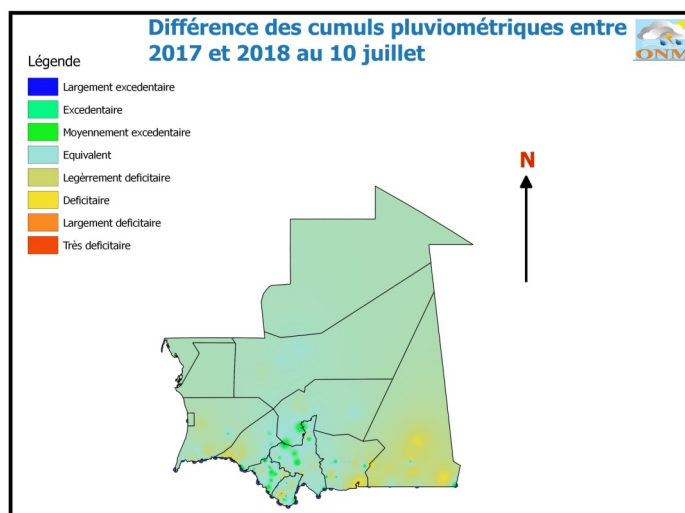 Différence des cumuls pluviométriques entre
2017 et 2018 au 10 juillet
ONM
Légende
Largement excedentaire
Excedentaire
Moyennement excedentaire
Equivalent
Legèrrement deficitaire
Deficitaire
Largement deficitaire
Très deficitaire
N